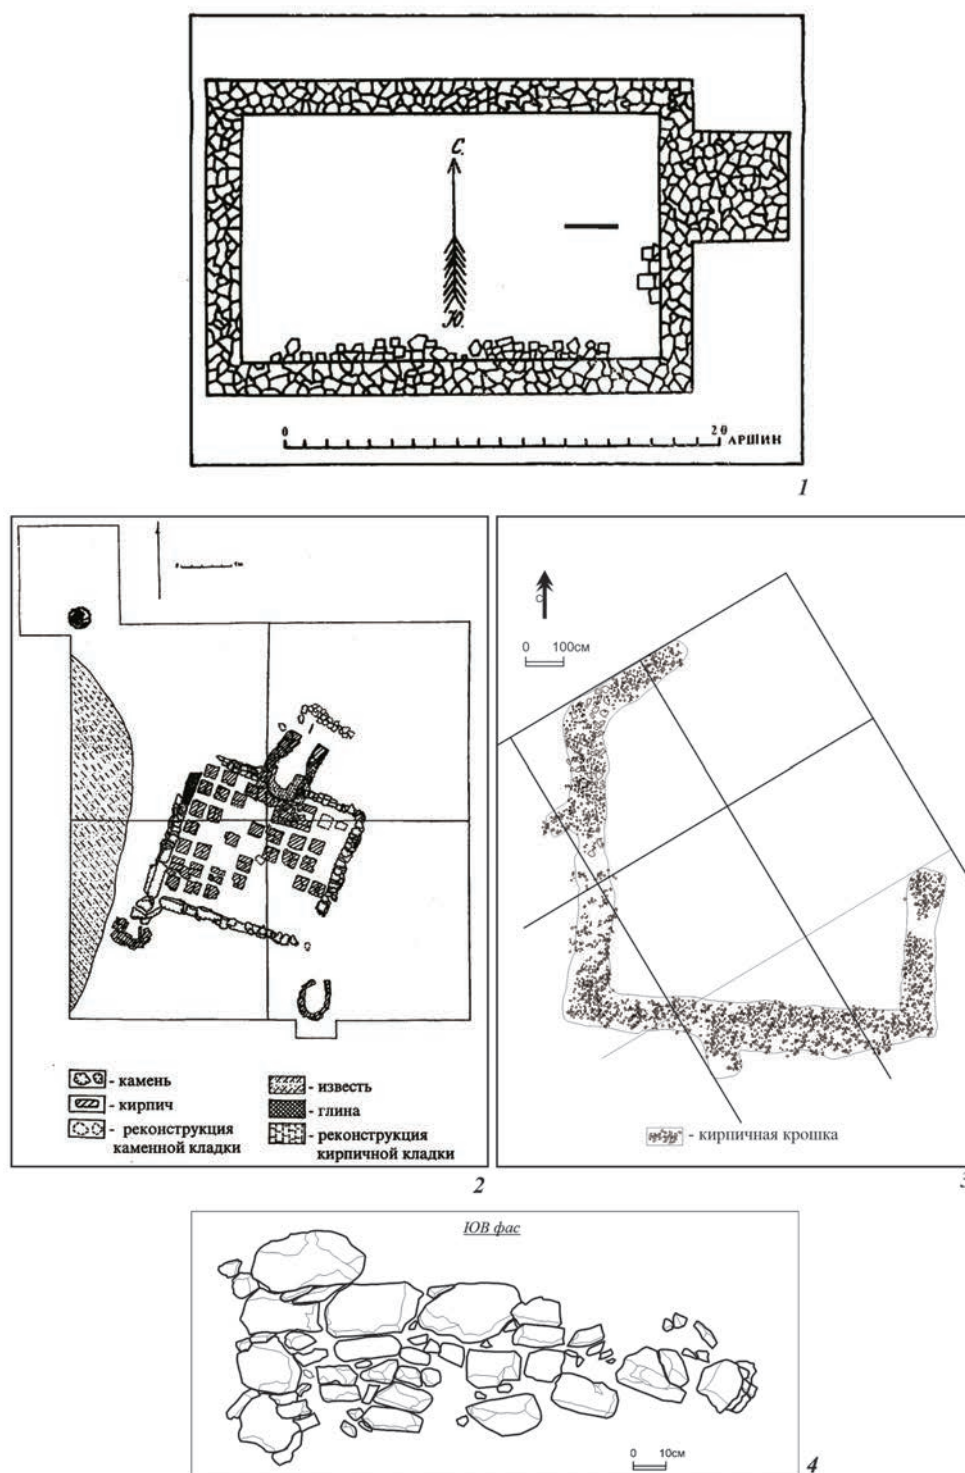 С.
Ю.
0 20
АРШИН
1
0 100см
2
- камень
- кирпич
- реконструкция
каменной кладки
- известь
- глина
- реконструкция
кирпичной кладки
- кирпичная крошка
3
ЮВ фас
0 10см
4